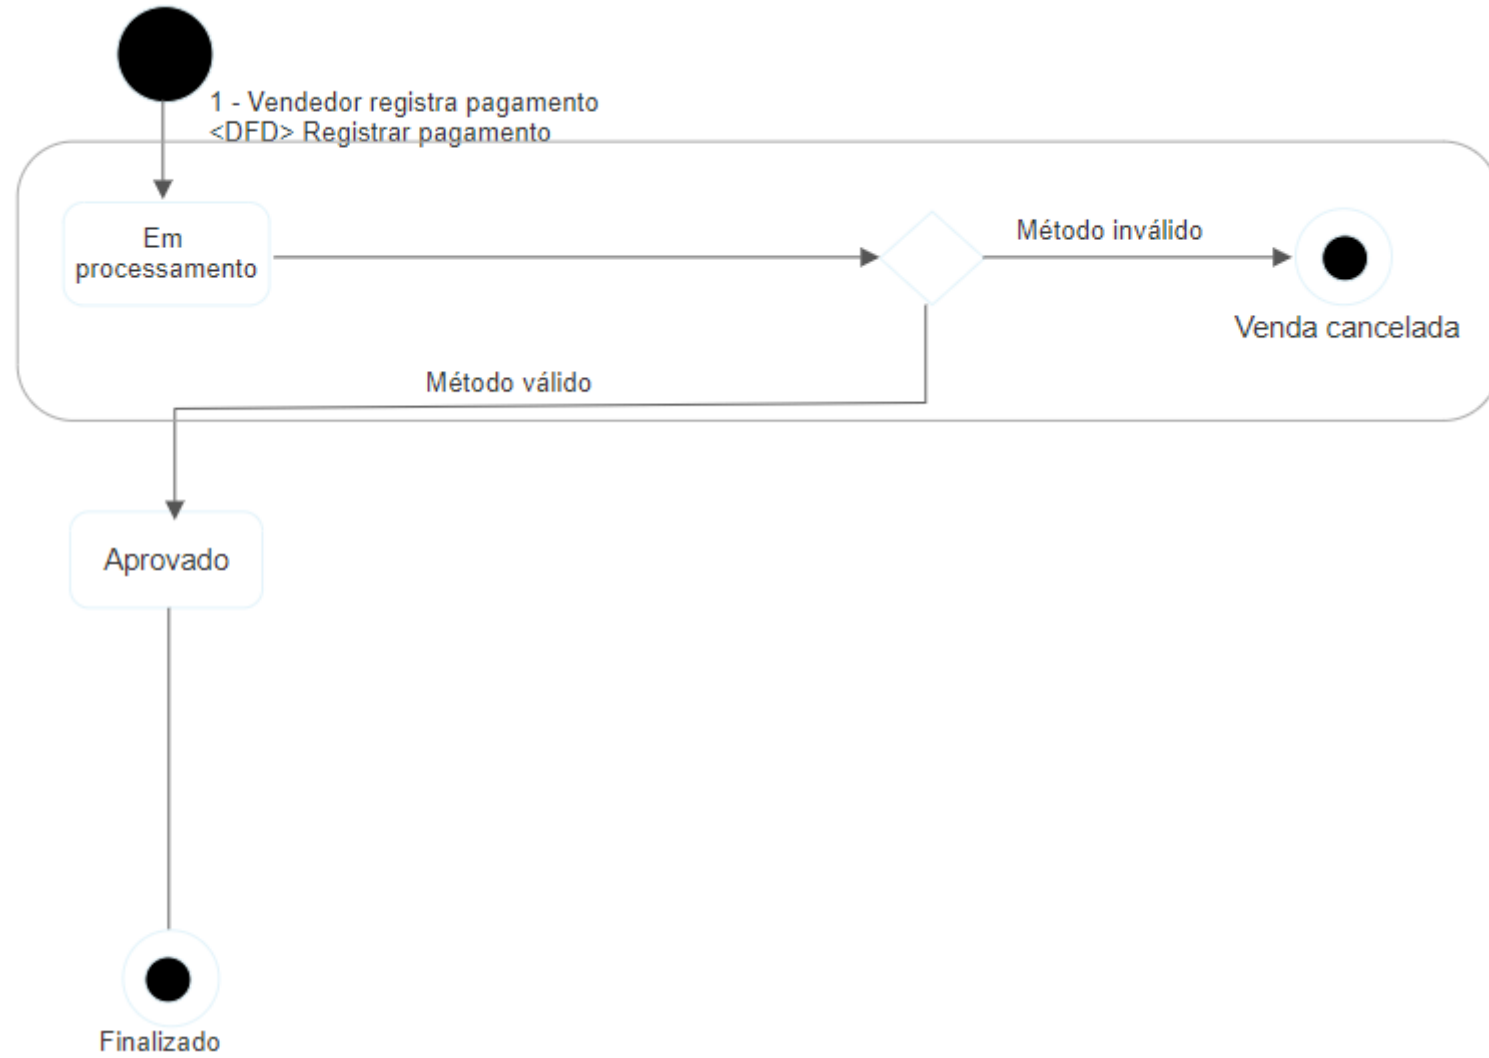 1 - Vendedor registra pagamento
<DFD> Registrar pagamento
Em
processamento
Método inválido
Venda cancelada
Método válido
Aprovado
Finalizado